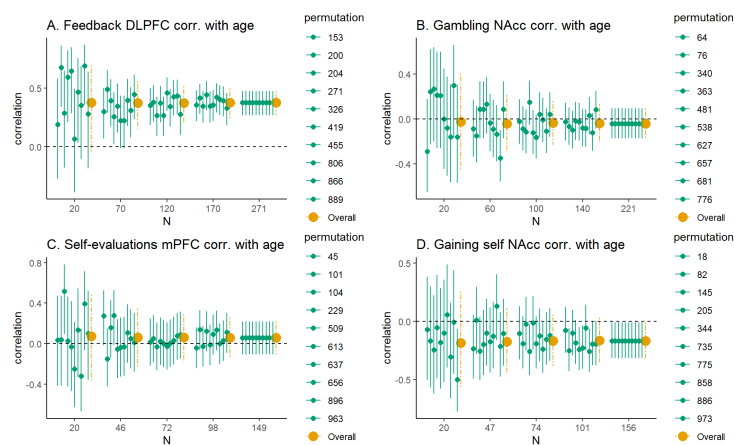 A. Feedback DLPFC corr. with age
correlation
0.5
0.0
20 70 120 170 271
N
permutation
153
200
204
271
326
419
455
806
866
889
Overall
B. Gambling NAcc corr. with age
correlation
0.4
0.0
-0.4
20 60 100 140 221
N
permutation
64
76
340
363
481
538
627
657
681
776
Overall
C. Self-evaluations mPFC corr. with age
correlation
0.8
0.4
0.0
-0.4
20 46 72 98 149
N
permutation
45
101
104
229
509
613
637
656
896
963
Overall
D. Gaining self NAcc corr. with age
correlation
0.5
0.0
-0.5
20 47 74 101 156
N
permutation
18
82
145
205
344
735
775
858
886
973
Overall